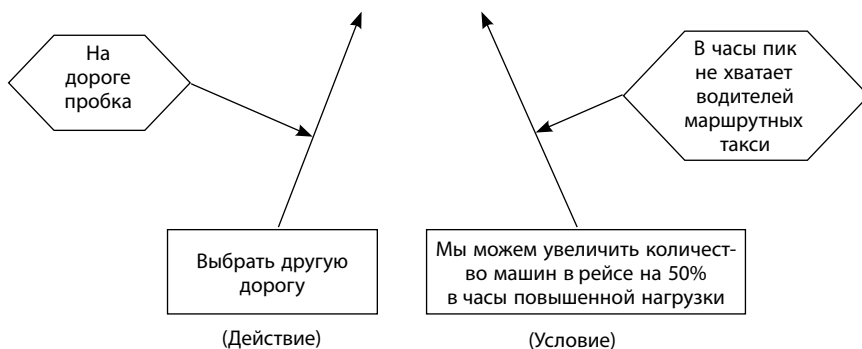 На
дороге
пробка
В часы пик
не хватает
водителей
маршрутных
такси
Выбрать другую
дорогу
Мы можем увеличить количест-
во машин в рейсе на 50%
в часы повышенной нагрузки
(Действие)
(Условие)